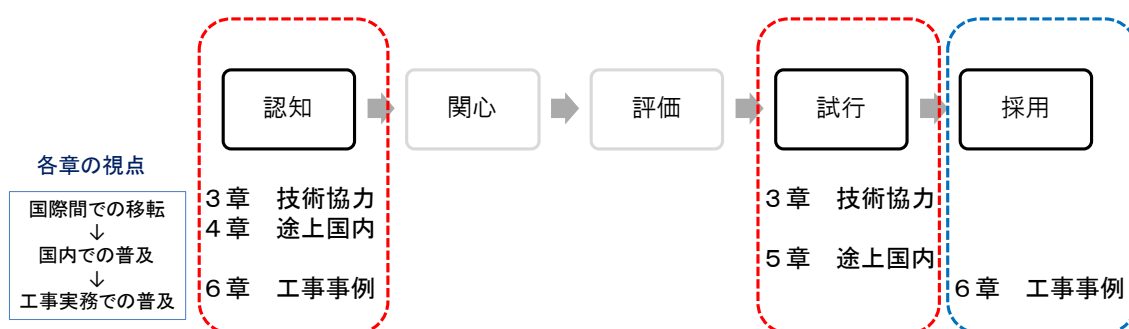 認知
関心
評価
試行
採用
各章の視点
国際間での移転
↓
国内での普及
↓
工事実務での普及
３章　技術協力
４章　途上国内
６章　工事事例
３章　技術協力
５章　途上国内
６章　工事事例